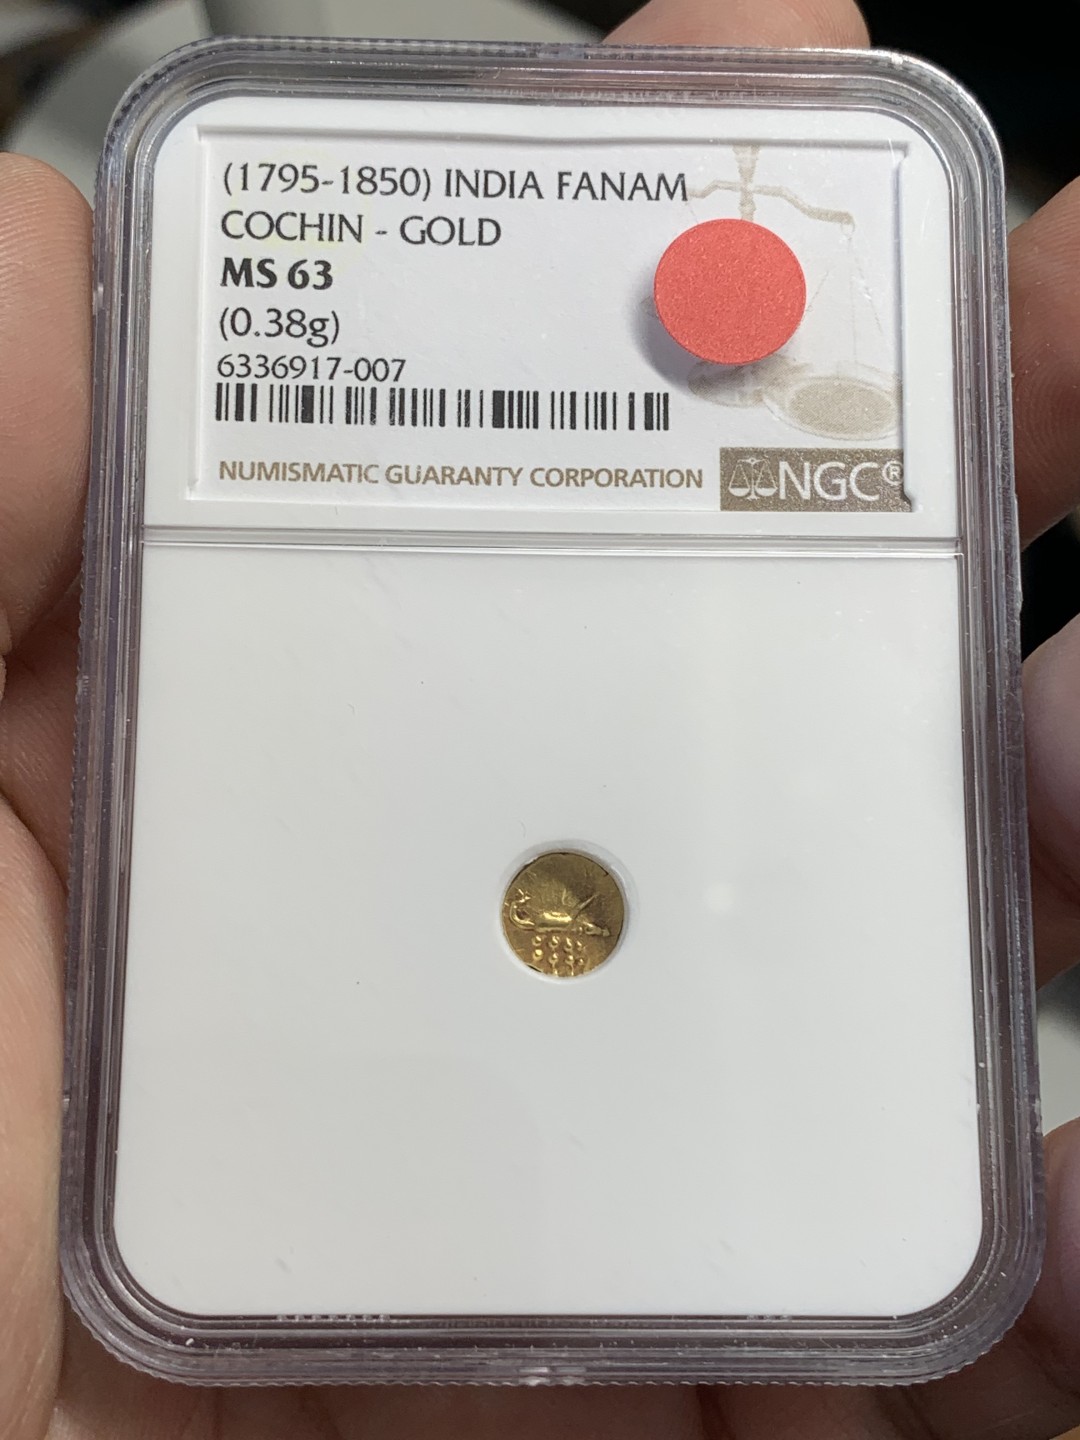 (1795-1850) INDIA FANAM
COCHIN - GOLD
MS 63
(0.38g)
6336917-007
NUMISMATIC GUARANTY CORPORATION NGC®